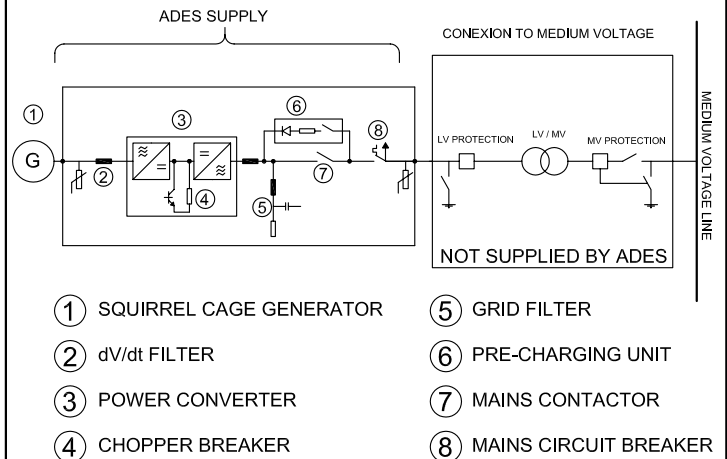 ADES SUPPLY
CONEXION TO MEDIUM VOLTAGE
MEDIUM VOLTAGE LINE
1
2
3
4
5
6
7
8
G
LV PROTECTION
LV / MV
MV PROTECTION
NOT SUPPLIED BY ADES
1 SQUIRREL CAGE GENERATOR
2 dV/dt FILTER
3 POWER CONVERTER
4 CHOPPER BREAKER
5 GRID FILTER
6 PRE-CHARGING UNIT
7 MAINS CONTACTOR
8 MAINS CIRCUIT BREAKER